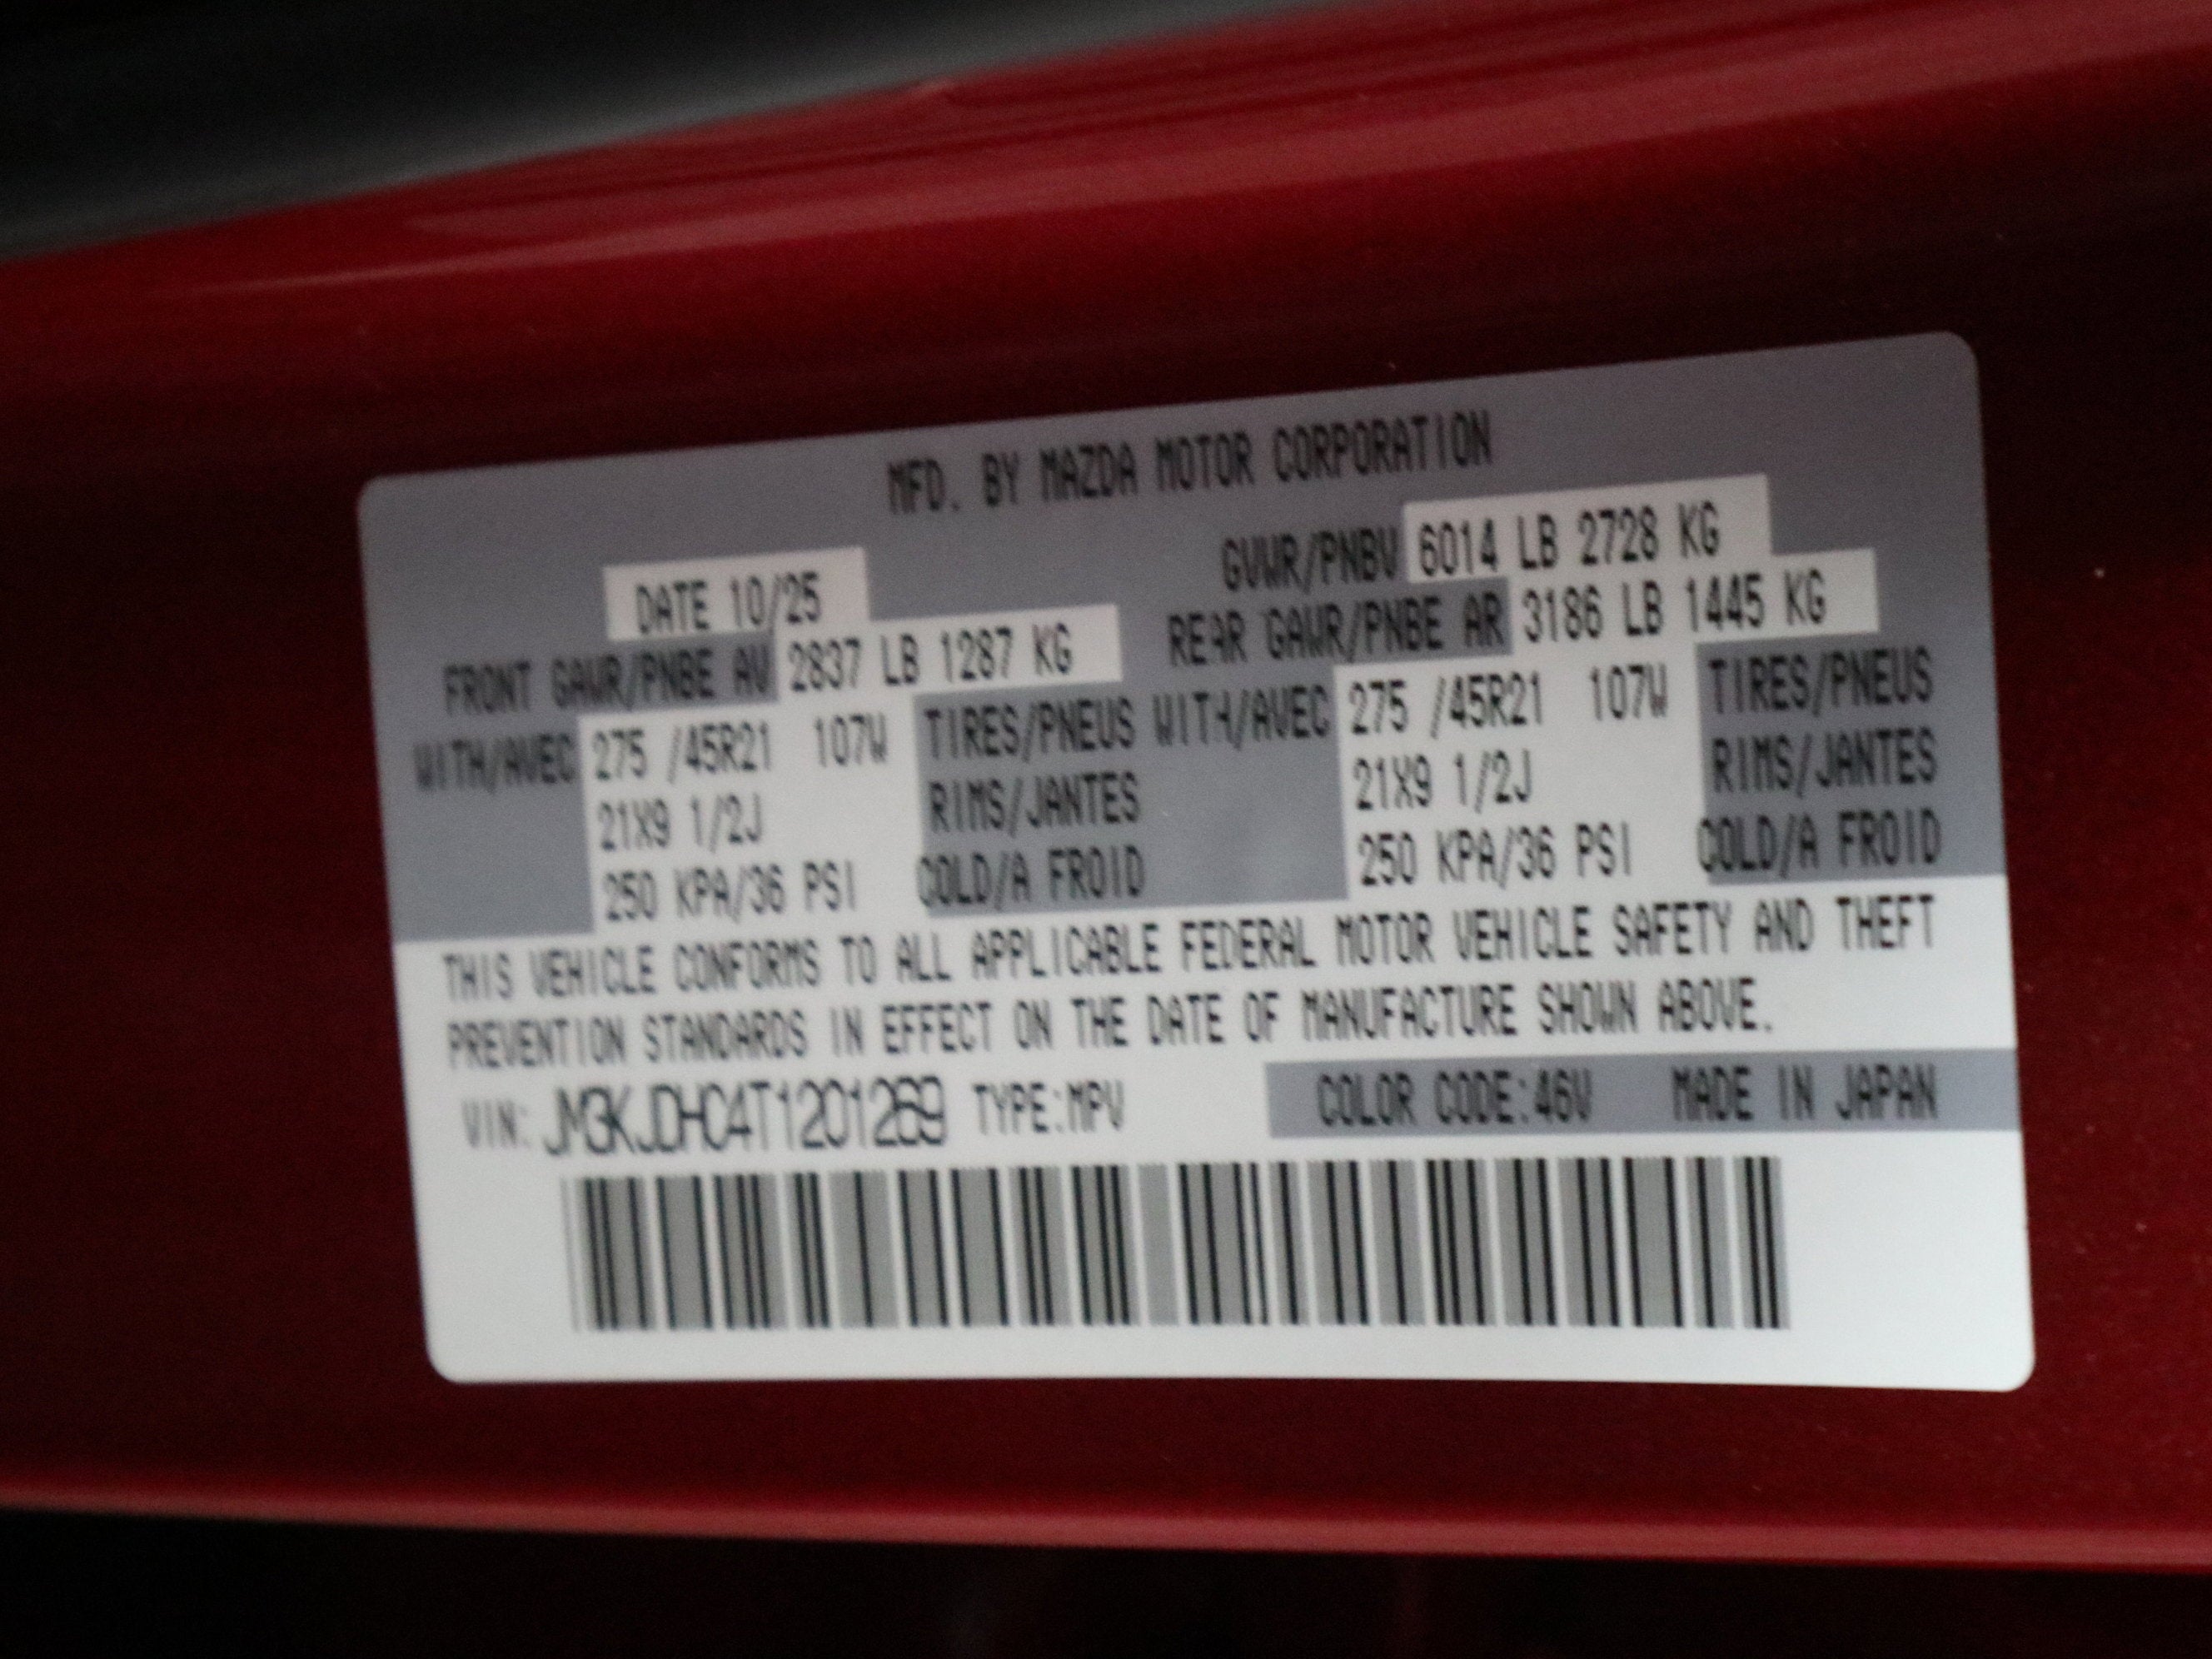 MFD. BY MAZDA MOTOR CORPORATION
DATE 10/25 GVWR/PNBV 6014 LB 2728 KG
FRONT GAWR/PNBE AV 2837 LB 1287 KG REAR GAWR/PNBE AR 3186 LB 1445 KG
WITH/AVEC 275 /45R21 107W TIRES/PNEUS WITH/AVEC 275 /45R21 107W TIRES/PNEUS
21X9 1/2J RIMS/JANTES 21X9 1/2J RIMS/JANTES
250 KPA/36 PSI COLD/A FROID 250 KPA/36 PSI COLD/A FROID
THIS VEHICLE CONFORMS TO ALL APPLICABLE FEDERAL MOTOR VEHICLE SAFETY AND THEFT
PREVENTION STANDARDS IN EFFECT ON THE DATE OF MANUFACTURE SHOWN ABOVE.
VIN: JM3KJDHC4T1201269 TYPE:MPV COLOR CODE:46V MADE IN JAPAN